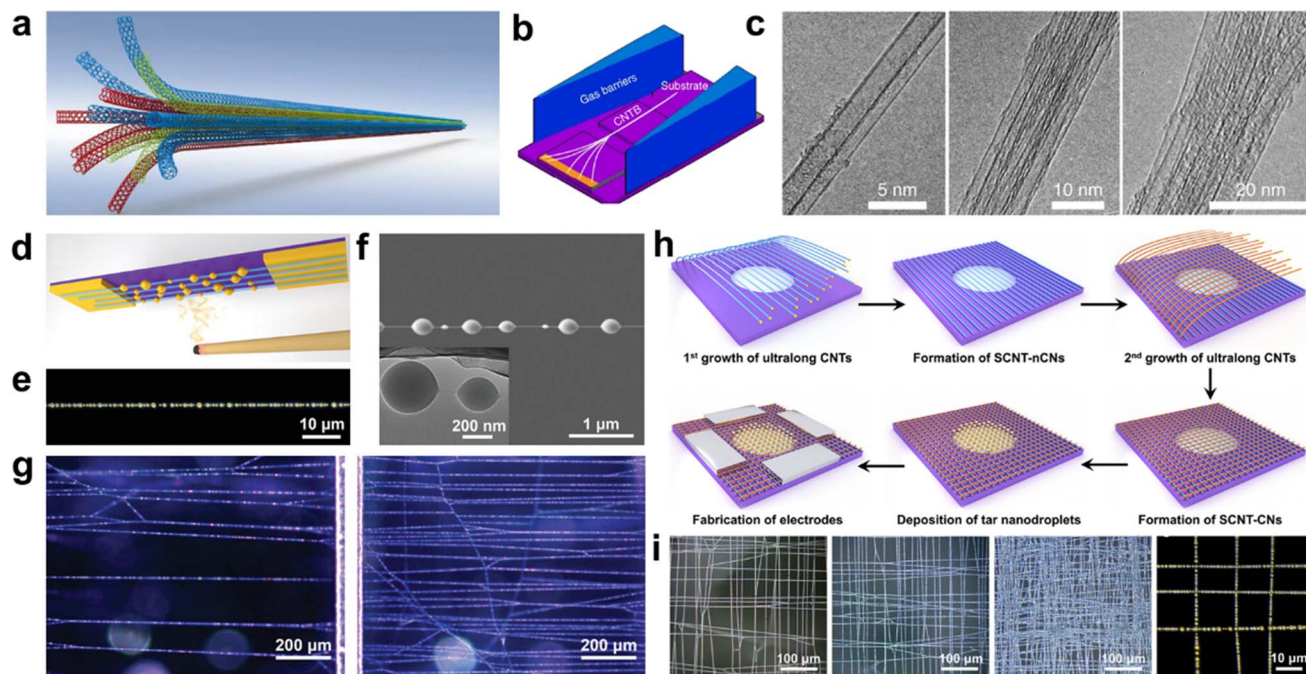 a
b
Gas barriers
Substrate
CNTB
c
5 nm
10 nm
20 nm
d
e
10 µm
f
200 nm
1 µm
g
200 µm
200 µm
h
1st growth of ultralong CNTs
Formation of SCNT-nCNs
2nd growth of ultralong CNTs
Fabrication of electrodes
Deposition of tar nanodroplets
Formation of SCNT-CNs
i
100 µm
100 µm
100 µm
10 µm